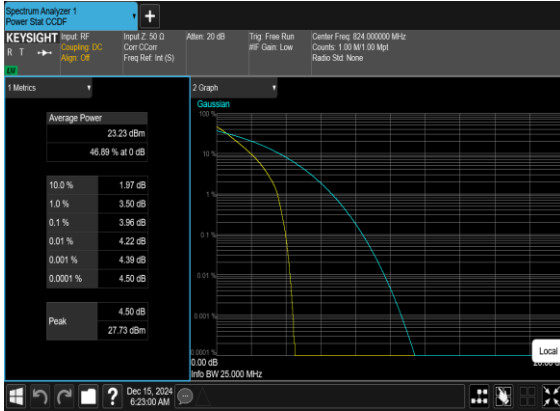 Spectrum Analyzer 1
Power Stat CCDF
+
KEYSIGHT
R T
Input: RF
Coupling: DC
Align: Off
Input Z: 50 Ω
Corr CCorr
Freq Ref: Int (S)
Atten: 20 dB
Trig: Free Run
#IF Gain: Low
Center Freq: 824.000000 MHz
Counts: 1.00 M/1.00 Mpt
Radio Std: None
1 Metrics
Average Power
23.23 dBm
46.89 % at 0 dB
10.0 % 1.97 dB
1.0 % 3.50 dB
0.1 % 3.96 dB
0.01 % 4.22 dB
0.001 % 4.39 dB
0.0001 % 4.50 dB
Peak
4.50 dB
27.73 dBm
2 Graph
Gaussian
100 %
10 %
1 %
0.1 %
0.01 %
0.001 %
0.0001 %
0.00 dB
Info BW 25.000 MHz
Local
?
Dec 15, 2024
6:23:00 AM